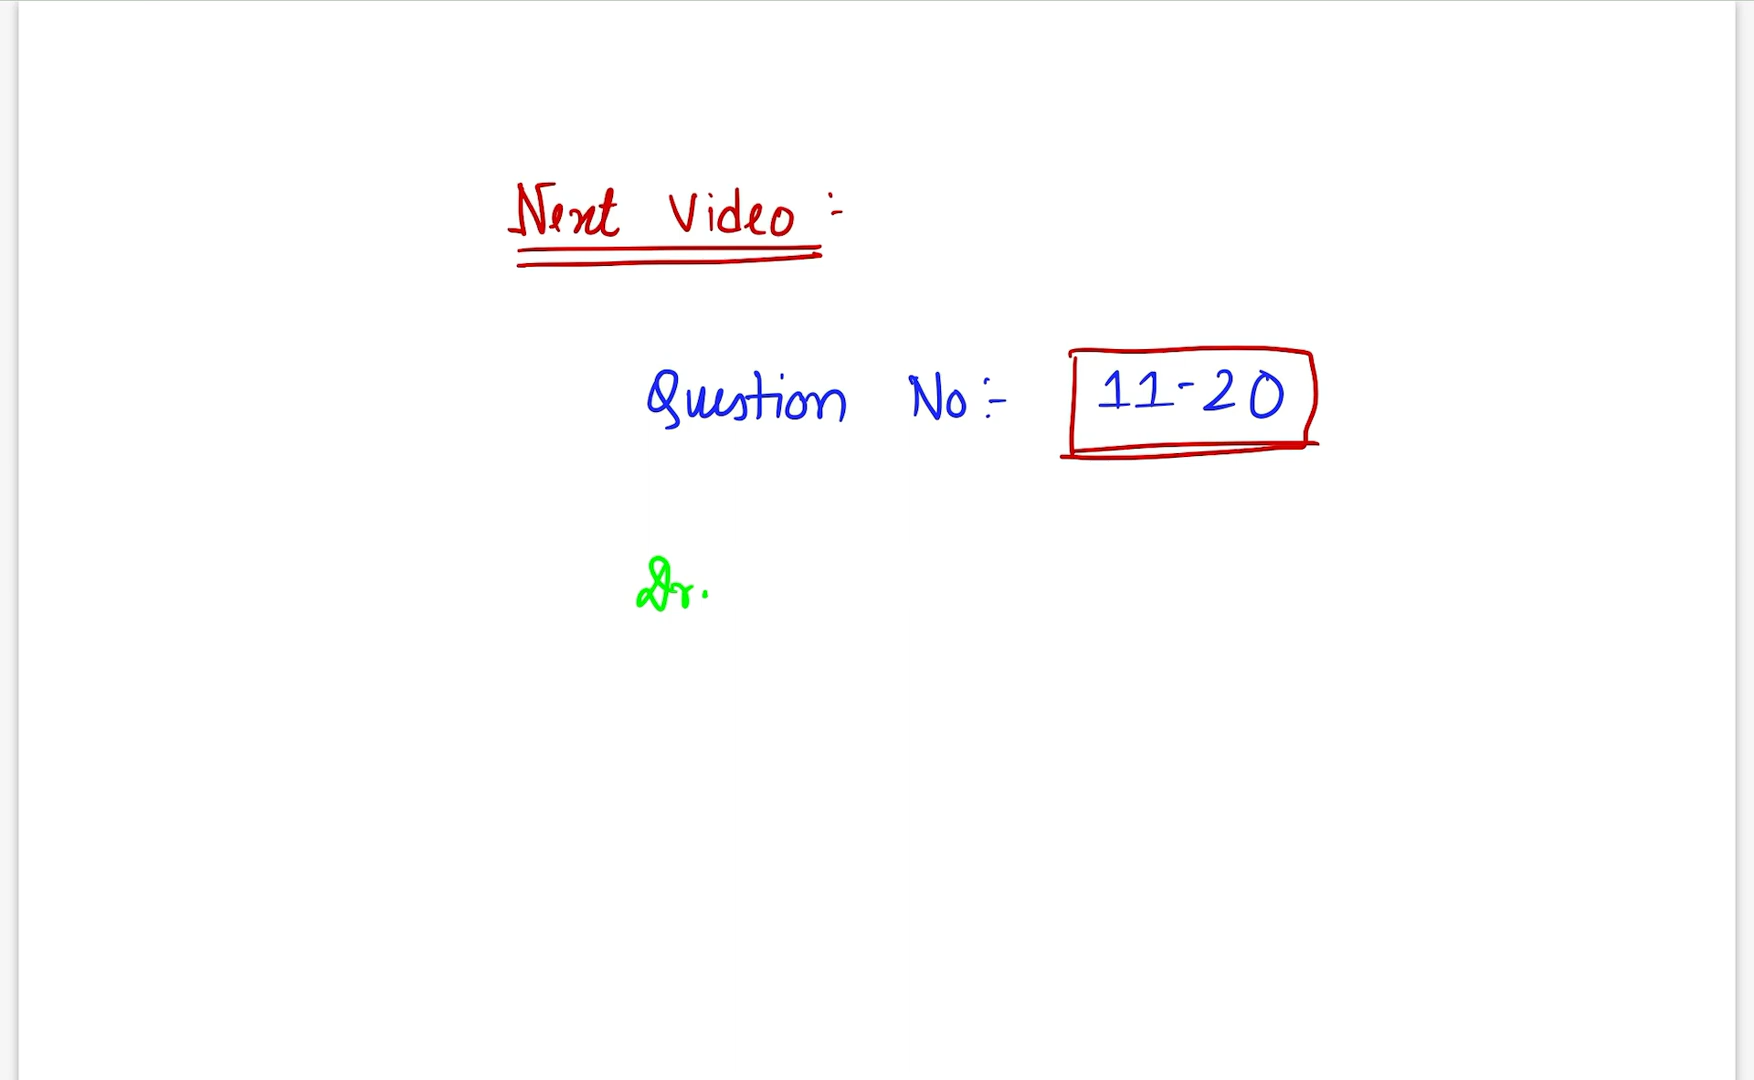 Next Video :-
Question No :- 11-20
Dr.